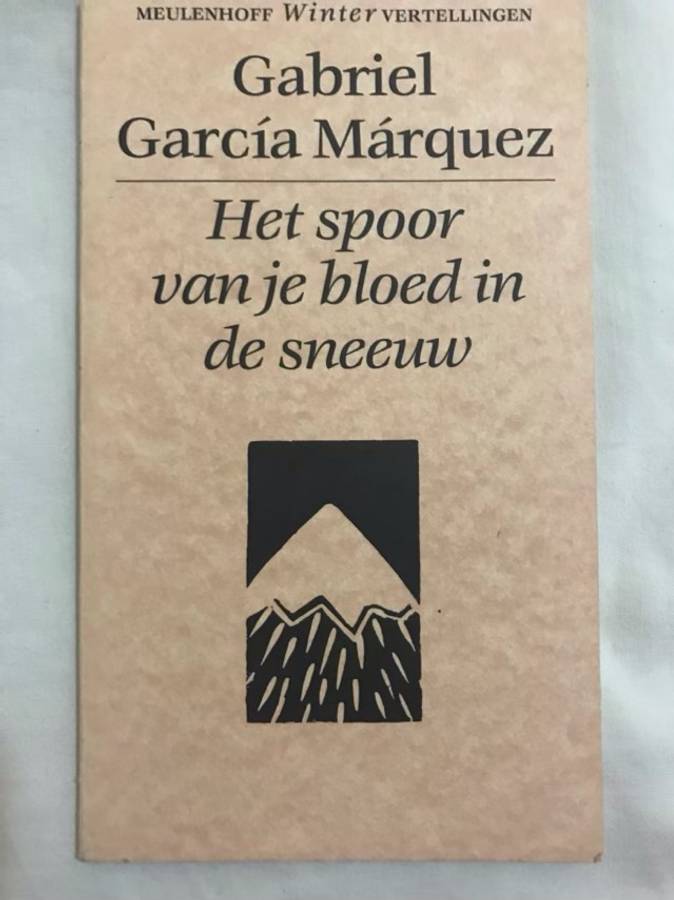 MEULENHOFF Winter VERTELLINGEN
Gabriel
García Márquez
Het spoor
van je bloed in
de sneeuw